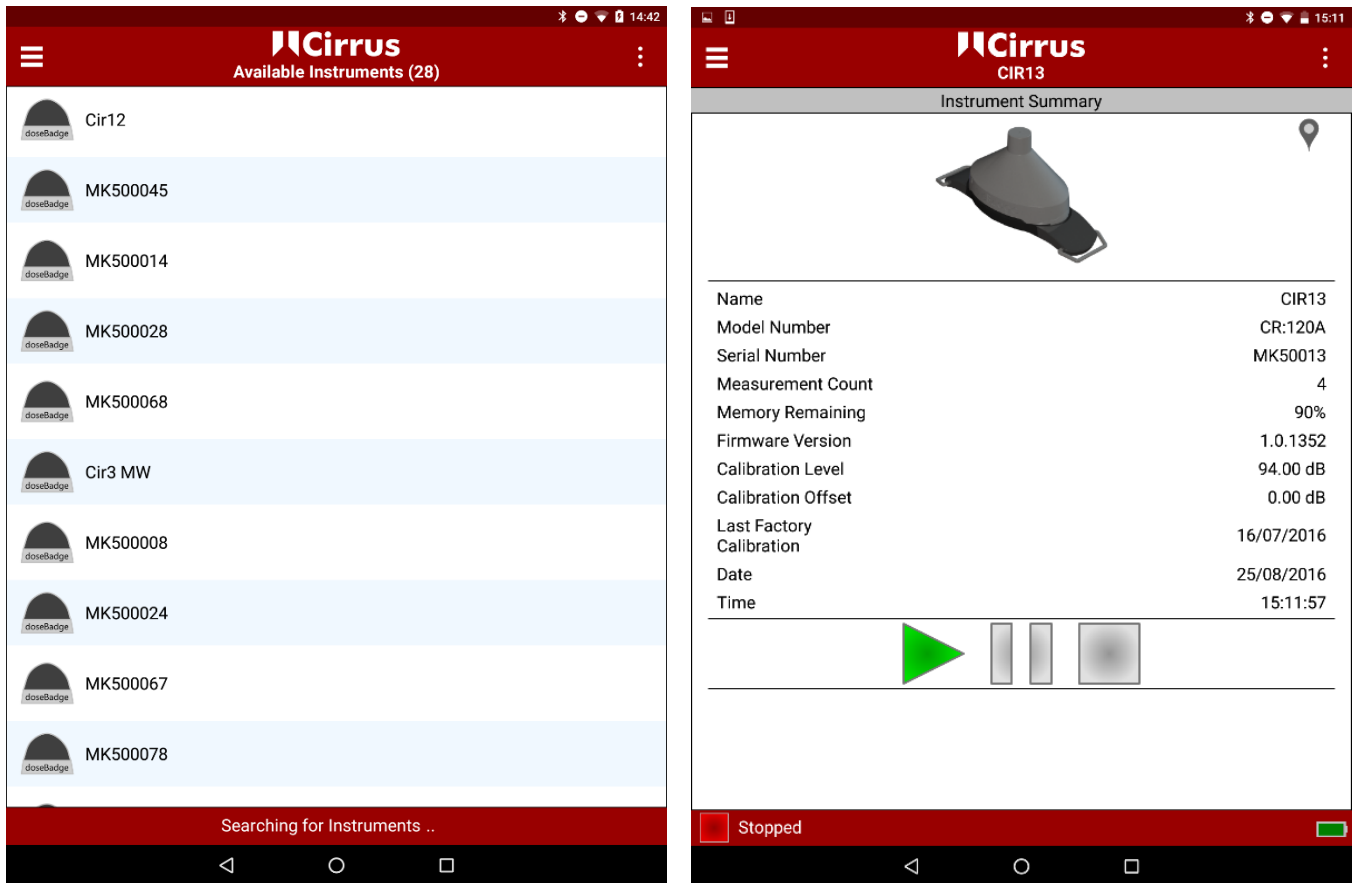 14:42
Cirrus
Available Instruments (28)
doseBadge
Cir12
doseBadge
MK500045
doseBadge
MK500014
doseBadge
MK500028
doseBadge
MK500068
doseBadge
Cir3 MW
doseBadge
MK500008
doseBadge
MK500024
doseBadge
MK500067
doseBadge
MK500078
Searching for Instruments ..
15:11
Cirrus
CIR13
Instrument Summary
Name CIR13
Model Number CR:120A
Serial Number MK50013
Measurement Count 4
Memory Remaining 90%
Firmware Version 1.0.1352
Calibration Level 94.00 dB
Calibration Offset 0.00 dB
Last Factory
Calibration 16/07/2016
Date 25/08/2016
Time 15:11:57
Stopped